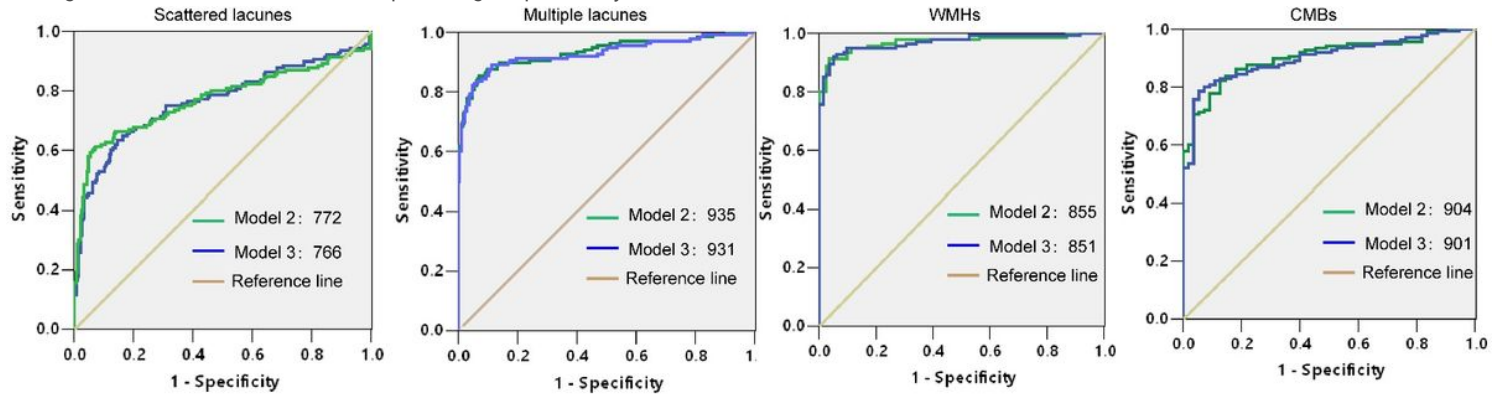 Scattered lacunes
Sensitivity
1.0
0.8
0.6
0.4
0.2
0.0
Model 2: 772
Model 3: 766
Reference line
0.0 0.2 0.4 0.6 0.8 1.0
1 - Specificity
Multiple lacunes
Sensitivity
1.0
0.8
0.6
0.4
0.2
0.0
Model 2: 935
Model 3: 931
Reference line
0.0 0.2 0.4 0.6 0.8 1.
1 - Specificity
WMHs
Sensitivity
1.0
0.8
0.6
0.4
0.2
0.0
Model 2: 855
Model 3: 851
Reference line
0.0 0.2 0.4 0.6 0.8 1.0
1 - Specificity
CMBs
Sensitivity
1.0
0.8
0.6
0.4
0.2
0.0
Model 2: 904
Model 3: 901
Reference line
0.0 0.2 0.4 0.6 0.8 1.0
1 - Specificity